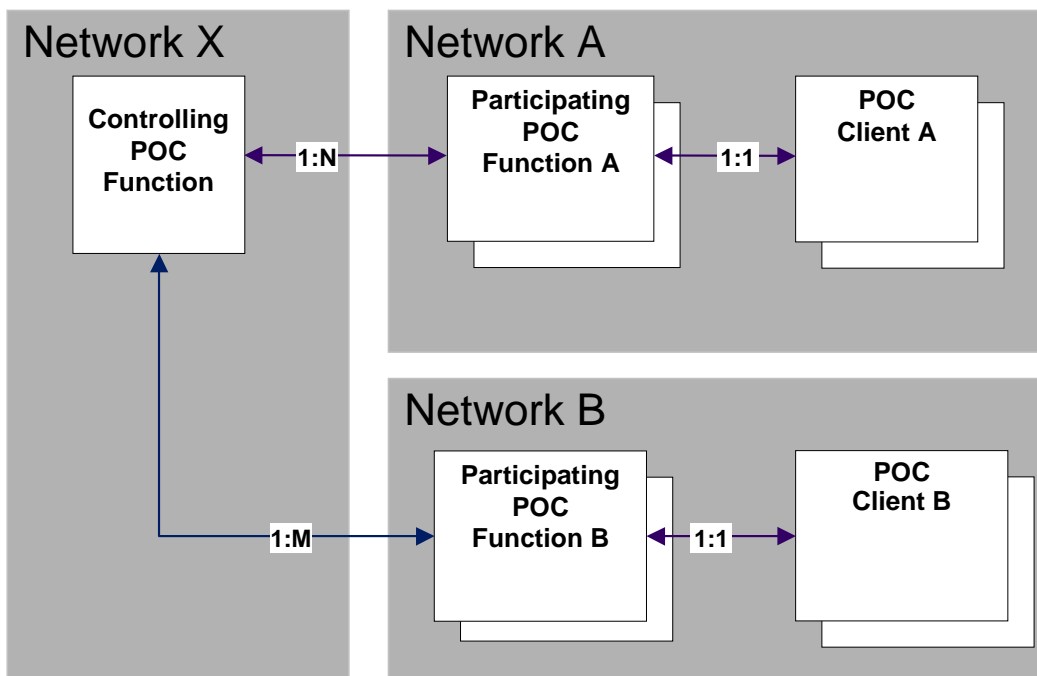 Network X
Controlling
POC
Function
1:N
Network A
Participating
POC
Function A
1:1
POC
Client A
Network B
Participating
POC
Function B
1:M
1:1
POC
Client B